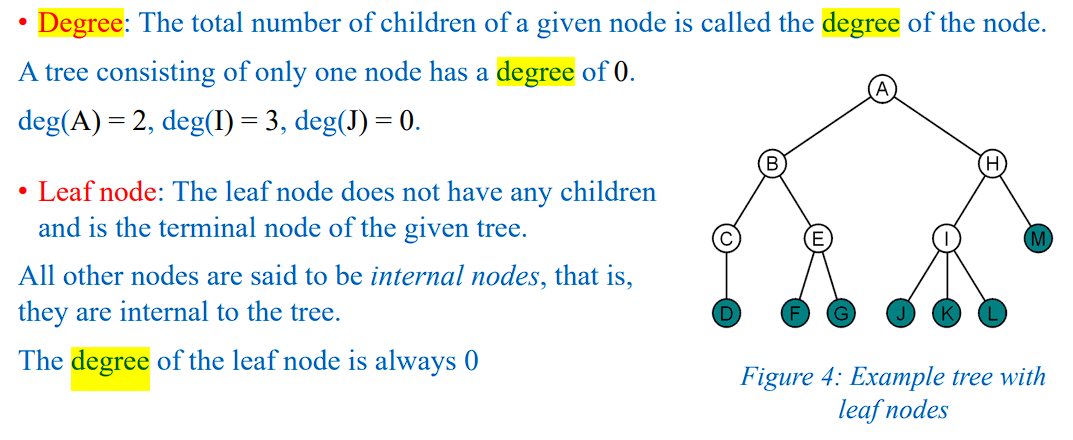 • Degree: The total number of children of a given node is called the degree of the node.
A tree consisting of only one node has a degree of 0.
deg(A) = 2, deg(I) = 3, deg(J) = 0.
• Leaf node: The leaf node does not have any children
and is the terminal node of the given tree.
All other nodes are said to be internal nodes, that is,
they are internal to the tree.
The degree of the leaf node is always 0
A
B H
C E I M
D F G J K L
Figure 4: Example tree with
leaf nodes